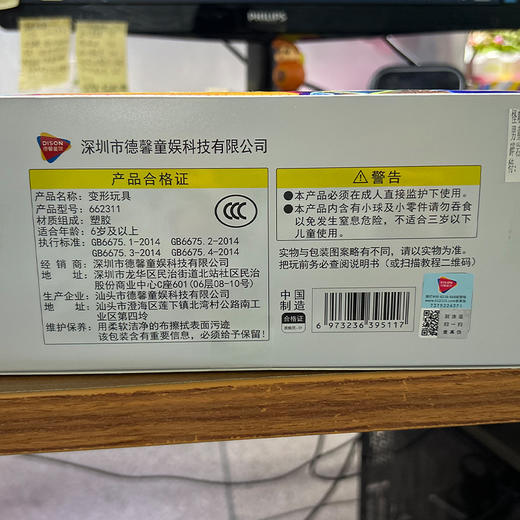 PHILIPS
DISON
德馨童娱
深圳市德馨童娱科技有限公司
产品合格证
产品名称：变形玩具
产品型号：662311
材质组成：塑胶
适合年龄：6岁及以上
执行标准：GB6675.1-2014 GB6675.2-2014
GB6675.3-2014 GB6675.4-2014
经 销 商：深圳市德馨童娱科技有限公司
地 址：深圳市龙华区民治街道北站社区民治
股份商业中心C座601(06层08-10号)
生产企业：汕头市德馨童娱科技有限公司
地 址：汕头市澄海区莲下镇北湾村公路南工
业区第四垮
维护保养：用柔软洁净的布擦拭表面污迹
该包装含有重要信息，必须给予保留！
CCC
警告
●本产品必须在成人直接监护下使用。
●本产品内含有小球及小零件请勿吞食
以免发生窒息危险，不适合三岁以下
儿童使用。
实物与包装图案略有不同，请以实物为准。
把玩前务必查阅说明书（或扫描教程二维码）
中国
制造
合格证
6 973236 395117